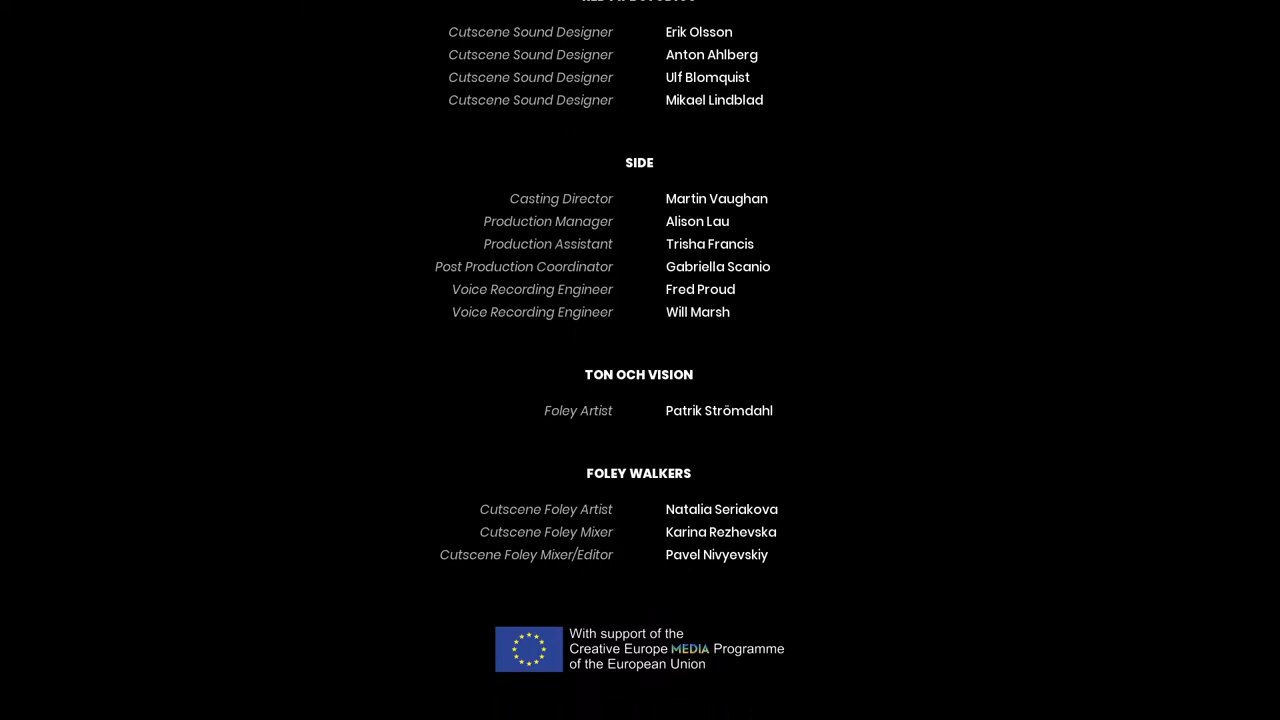 Cutscene Sound Designer Erik Olsson
Cutscene Sound Designer Anton Ahlberg
Cutscene Sound Designer Ulf Blomquist
Cutscene Sound Designer Mikael Lindblad
SIDE
Casting Director Martin Vaughan
Production Manager Alison Lau
Production Assistant Trisha Francis
Post Production Coordinator Gabriella Scanio
Voice Recording Engineer Fred Proud
Voice Recording Engineer Will Marsh
TON OCH VISION
Foley Artist Patrik Strömdahl
FOLEY WALKERS
Cutscene Foley Artist Natalia Seriakova
Cutscene Foley Mixer Karina Rezhevska
Cutscene Foley Mixer/Editor Pavel Nivyevskiy
With support of the
Creative Europe MEDIA Programme
of the European Union